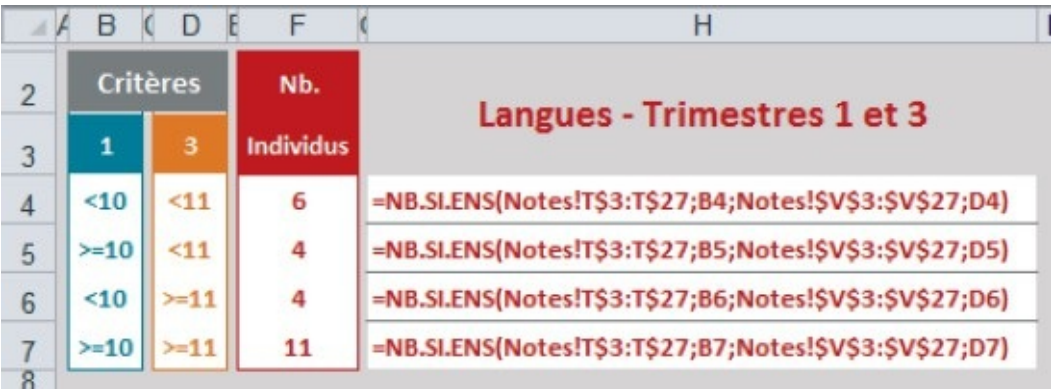 A B C D E F G H
2 Critères Nb. Langues - Trimestres 1 et 3
3 1 3 Individus
4 <10 <11 6 =NB.SI.ENS(Notes!T$3:T$27;B4;Notes!$V$3:$V$27;D4)
5 >=10 <11 4 =NB.SI.ENS(Notes!T$3:T$27;B5;Notes!$V$3:$V$27;D5)
6 <10 >=11 4 =NB.SI.ENS(Notes!T$3:T$27;B6;Notes!$V$3:$V$27;D6)
7 >=10 >=11 11 =NB.SI.ENS(Notes!T$3:T$27;B7;Notes!$V$3:$V$27;D7)
8